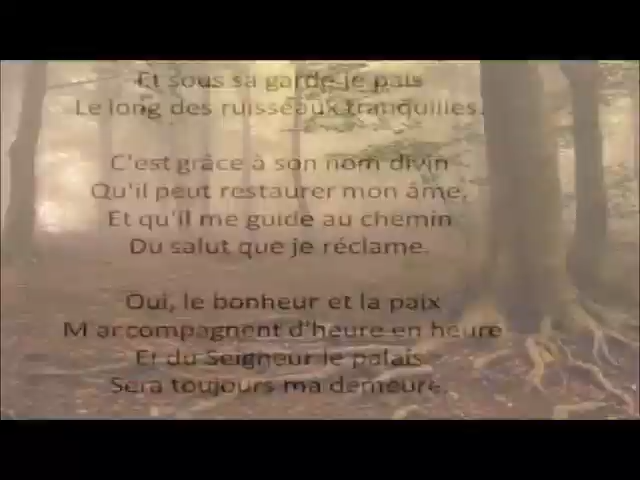 Et sous sa garde je pais
Le long des ruisseaux tranquilles.
C'est grâce à son nom divin
Qu'il peut restaurer mon âme,
Et qu'il me guide au chemin
Du salut que je réclame.
Oui, le bonheur et la paix
M'accompagnent d'heure en heure
Et du Seigneur le palais
Sera toujours ma demeure.